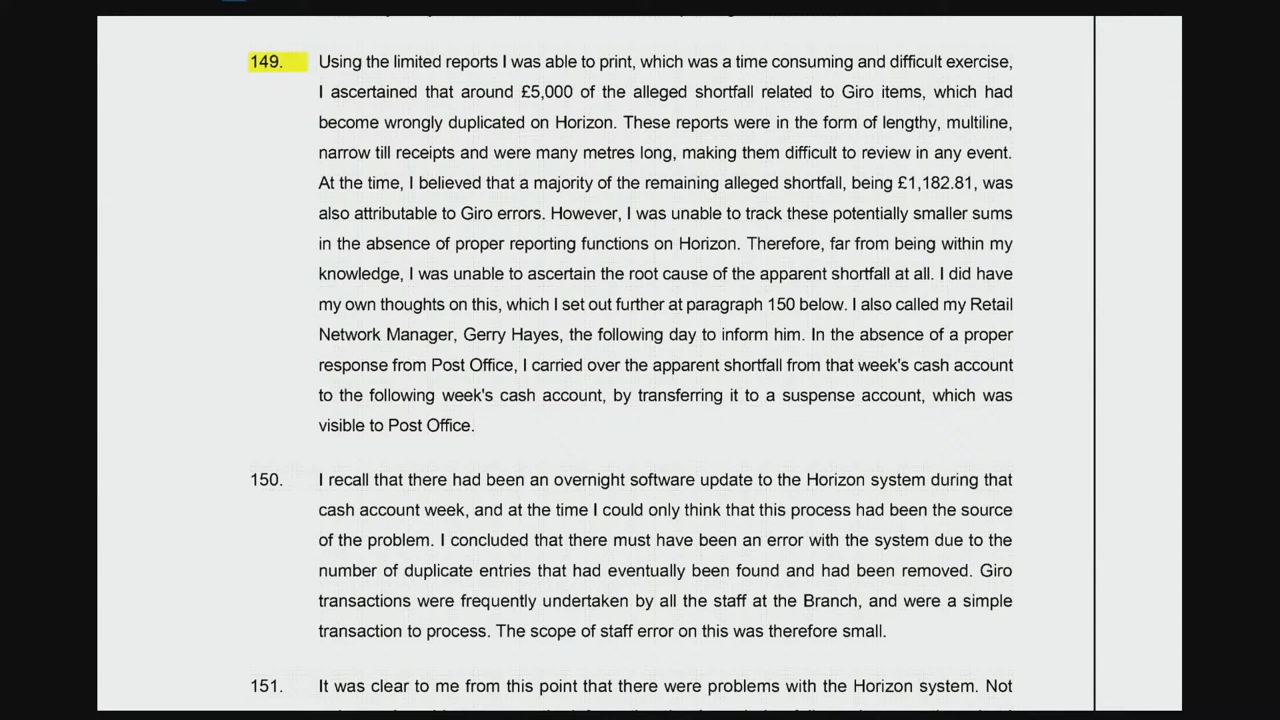 149. Using the limited reports I was able to print, which was a time consuming and difficult exercise,
I ascertained that around £5,000 of the alleged shortfall related to Giro items, which had
become wrongly duplicated on Horizon. These reports were in the form of lengthy, multiline,
narrow till receipts and were many metres long, making them difficult to review in any event.
At the time, I believed that a majority of the remaining alleged shortfall, being £1,182.81, was
also attributable to Giro errors. However, I was unable to track these potentially smaller sums
in the absence of proper reporting functions on Horizon. Therefore, far from being within my
knowledge, I was unable to ascertain the root cause of the apparent shortfall at all. I did have
my own thoughts on this, which I set out further at paragraph 150 below. I also called my Retail
Network Manager, Gerry Hayes, the following day to inform him. In the absence of a proper
response from Post Office, I carried over the apparent shortfall from that week's cash account
to the following week's cash account, by transferring it to a suspense account, which was
visible to Post Office.
150. I recall that there had been an overnight software update to the Horizon system during that
cash account week, and at the time I could only think that this process had been the source
of the problem. I concluded that there must have been an error with the system due to the
number of duplicate entries that had eventually been found and had been removed. Giro
transactions were frequently undertaken by all the staff at the Branch, and were a simple
transaction to process. The scope of staff error on this was therefore small.
151. It was clear to me from this point that there were problems with the Horizon system. Not